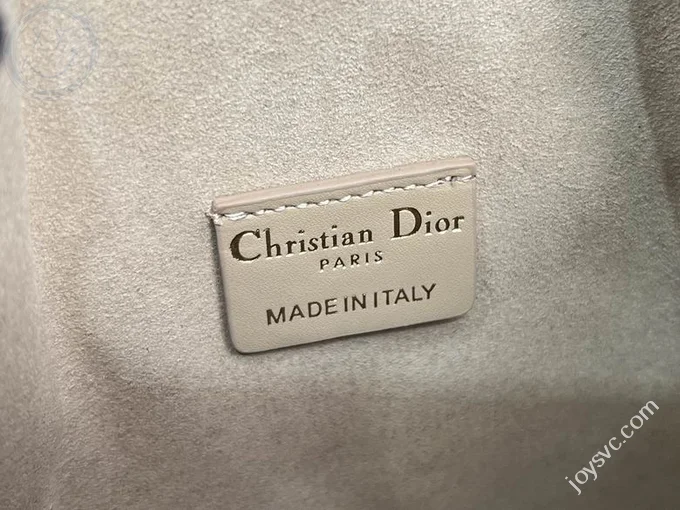 Christian Dior
PARIS
MADE IN ITALY
joysvc.com